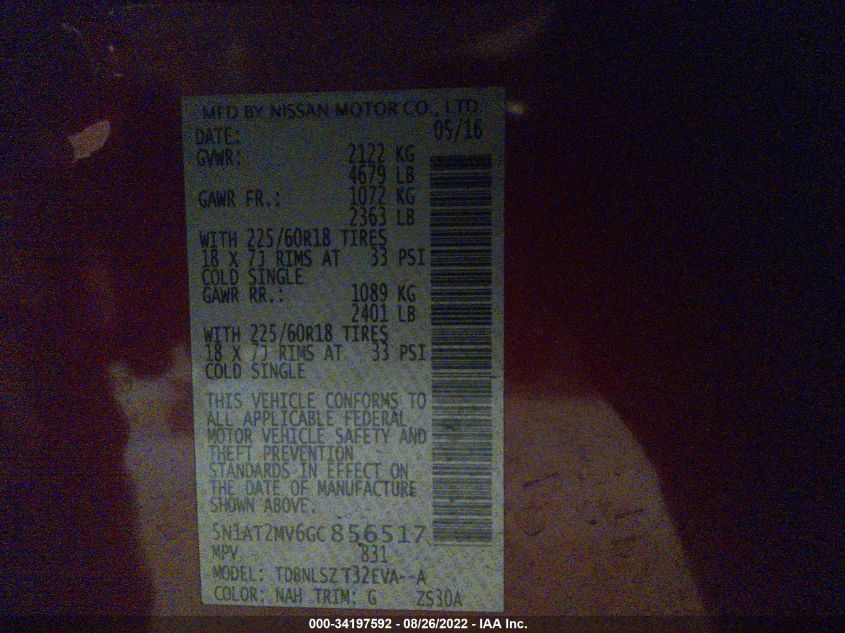 MFD BY NISSAN MOTOR CO., LTD.
DATE: 05/16
GVWR: 2122 KG
4679 LB
GAWR FR.: 1072 KG
2363 LB
WITH 225/60R18 TIRES
18 X 7J RIMS AT 33 PSI
COLD SINGLE
GAWR RR.: 1089 KG
2401 LB
WITH 225/60R18 TIRES
18 X 7J RIMS AT 33 PSI
COLD SINGLE
THIS VEHICLE CONFORMS TO
ALL APPLICABLE FEDERAL
MOTOR VEHICLE SAFETY AND
THEFT PREVENTION
STANDARDS IN EFFECT ON
THE DATE OF MANUFACTURE
SHOWN ABOVE.
5N1AT2MV6GC856517
MPV 831
MODEL: TDBNLSZ T32EVA--A
COLOR: NAH TRIM: G ZS30A
000-34197592 - 08/26/2022 - IAA Inc.